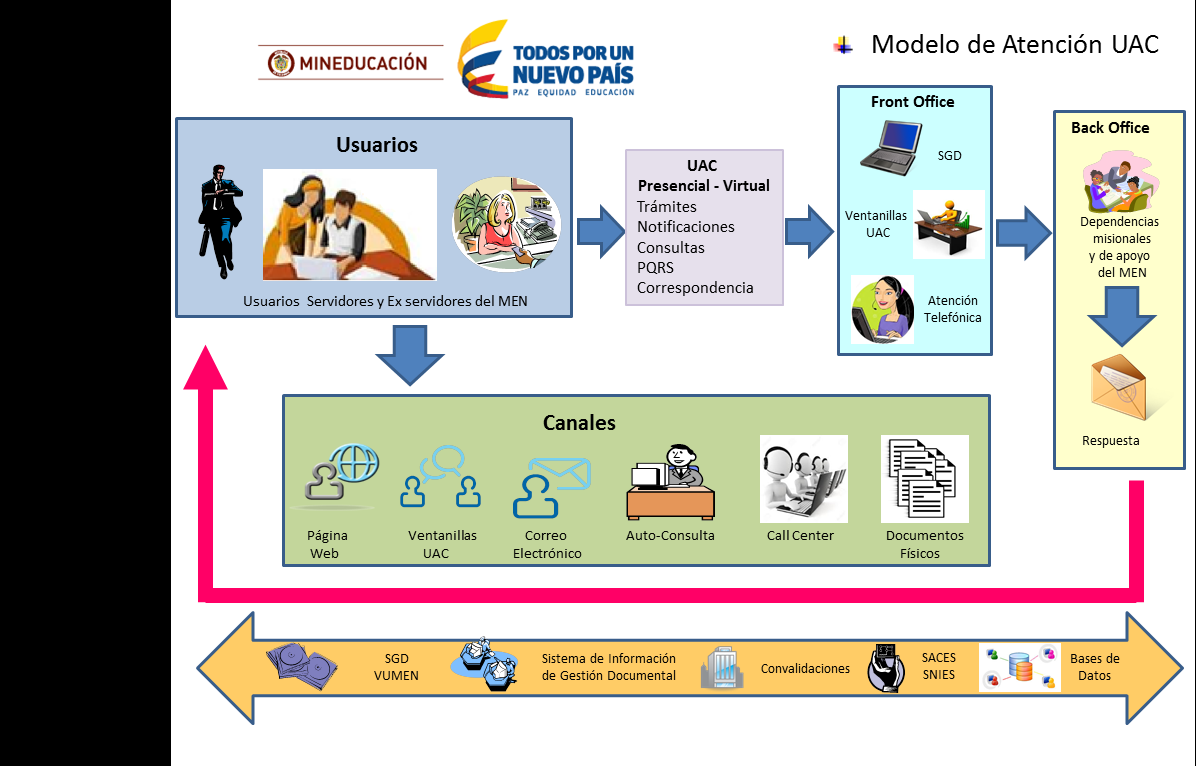 MINEDUCACIÓN
TODOS POR UN
NUEVO PAÍS
PAZ EQUIDAD EDUCACIÓN
Modelo de Atención UAC
Usuarios
Usuarios Servidores y Ex servidores del MEN
UAC
Presencial - Virtual
Trámites
Notificaciones
Consultas
PQRS
Correspondencia
Front Office
SGD
Ventanillas
UAC
Atención
Telefónica
Back Office
Dependencias
misionales
y de apoyo
del MEN
Respuesta
Canales
Página
Web
Ventanillas
UAC
Correo
Electrónico
Auto-Consulta
Call Center
Documentos
Físicos
SGD
VUMEN
Sistema de Información
de Gestión Documental
Convalidaciones
SACES
SNIES
Bases de
Datos